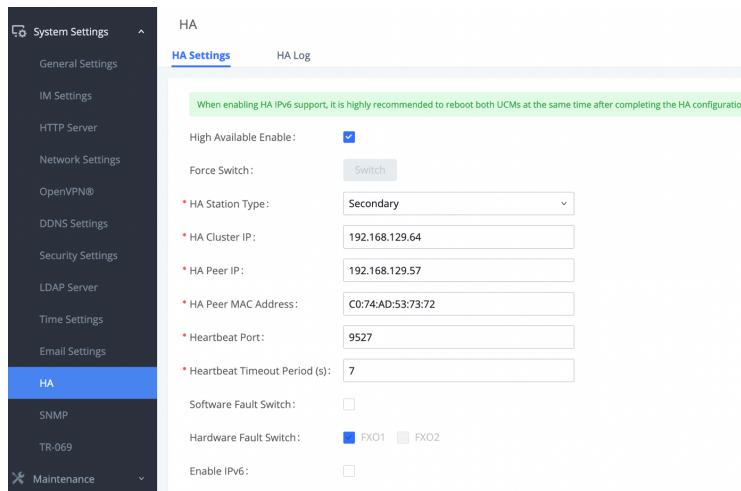 System Settings
General Settings
IM Settings
HTTP Server
Network Settings
OpenVPN®
DDNS Settings
Security Settings
LDAP Server
Time Settings
Email Settings
HA
SNMP
TR-069
Maintenance
HA
HA Settings HA Log
When enabling HA IPv6 support, it is highly recommended to reboot both UCMs at the same time after completing the HA configuratio
High Available Enable:
Force Switch: Switch
* HA Station Type: Secondary
* HA Cluster IP: 192.168.129.64
* HA Peer IP: 192.168.129.57
* HA Peer MAC Address: C0:74:AD:53:73:72
* Heartbeat Port: 9527
* Heartbeat Timeout Period (s): 7
Software Fault Switch:
Hardware Fault Switch: FXO1 FXO2
Enable IPv6: